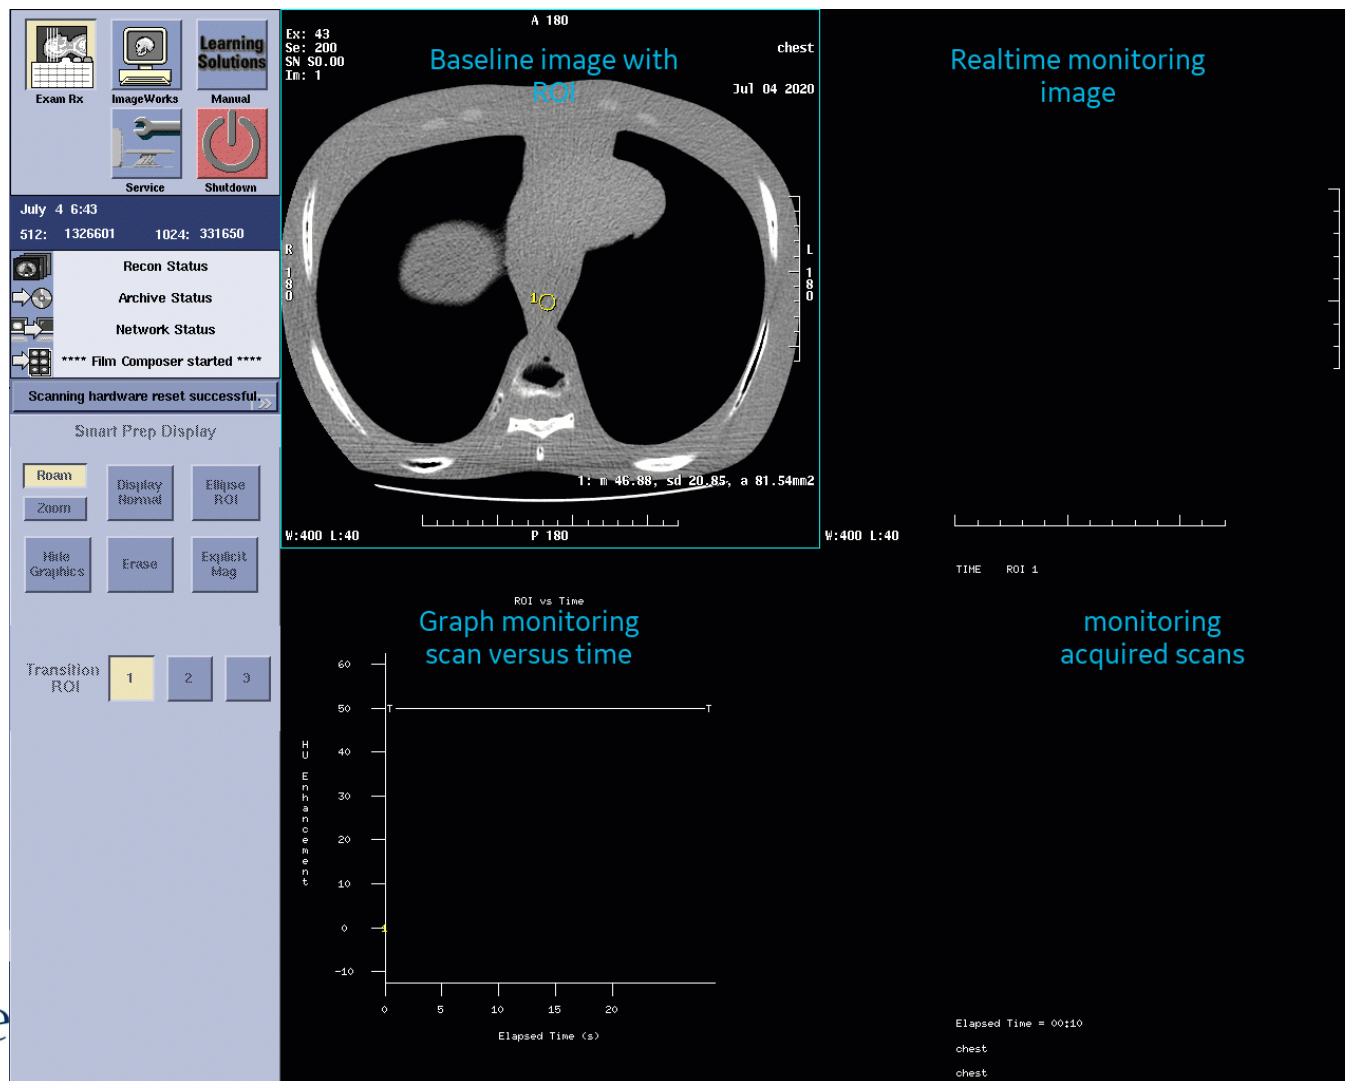 Exam Rx
ImageWorks
Learning
Solutions
Manual
Service
Shutdown
July 4 6:43
512: 1326601 1024: 331650
Recon Status
Archive Status
Network Status
**** Film Composer started ****
Scanning hardware reset successful.
>>
Smart Prep Display
Roam
Zoom
Display
Normal
Ellipse
ROI
Hide
Graphics
Erase
Explicit
Mag
Transition
ROI
1 2 3
A 180
Ex: 43
Se: 200
SN S0.00
Im: 1
chest
Jul 04 2020
Baseline image with
ROI
R
180
L
180
1
1: m 46.88, sd 20.85, a 81.54mm2
W:400 L:40
P 180
Realtime monitoring
image
W:400 L:40
ROI vs Time
Graph monitoring
scan versus time
HU Enhancement
60
50
40
30
20
10
0
-10
T T
1
0 5 10 15 20
Elapsed Time (s)
TIME ROI 1
monitoring
acquired scans
Elapsed Time = 00:10
chest
chest
e